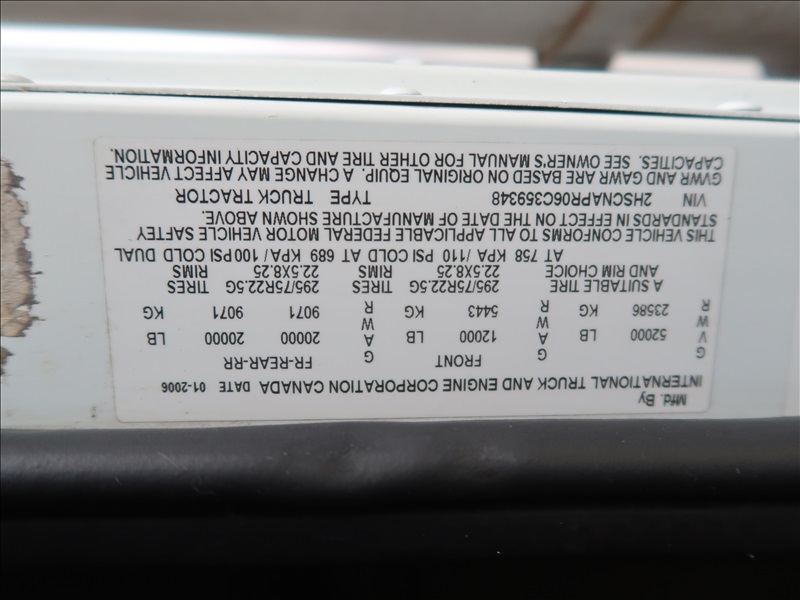 Mfd. By
INTERNATIONAL TRUCK AND ENGINE CORPORATION CANADA DATE 01-2006
G FRONT G FR-REAR-RR
V 52000 LB W 12000 LB A 20000 20000 LB
W 23586 KG W 5443 KG W 9071 9071 KG
R R R
A SUITABLE TIRE 295/75R22.5G TIRES 295/75R22.5G TIRES
AND RIM CHOICE 22.5X8.25 RIMS 22.5X8.25 RIMS
AT 758 KPA /110 PSI COLD AT 689 KPA /100PSI COLD DUAL
THIS VEHICLE CONFORMS TO ALL APPLICABLE FEDERAL MOTOR VEHICLE SAFTEY
STANDARDS IN EFFECT ON THE DATE OF MANUFACTURE SHOWN ABOVE.
VIN 2HSCNAPR06C359348 TYPE TRUCK TRACTOR
GVWR AND GAWR ARE BASED ON ORIGINAL EQUIP. A CHANGE MAY AFFECT VEHICLE
CAPACITIES. SEE OWNER'S MANUAL FOR OTHER TIRE AND CAPACITY INFORMATION.